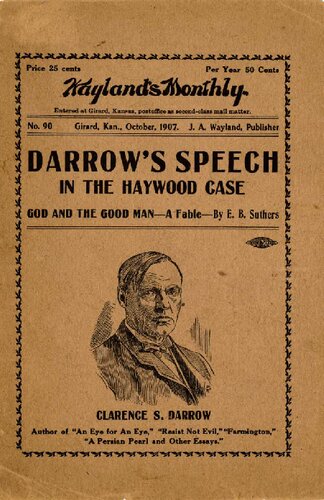 Price 25 cents Per Year 50 Cents
Wayland's Monthly.
Entered at Girard, Kansas, postoffice as second-class mail matter.
No. 90 Girard, Kan., October, 1907. J. A. Wayland, Publisher
DARROW'S SPEECH
IN THE HAYWOOD CASE
GOD AND THE GOOD MAN—A Fable—By E. B. Suthers
CLARENCE S. DARROW
Author of "An Eye for An Eye," "Resist Not Evil," "Farmington,"
"A Persian Pearl and Other Essays."